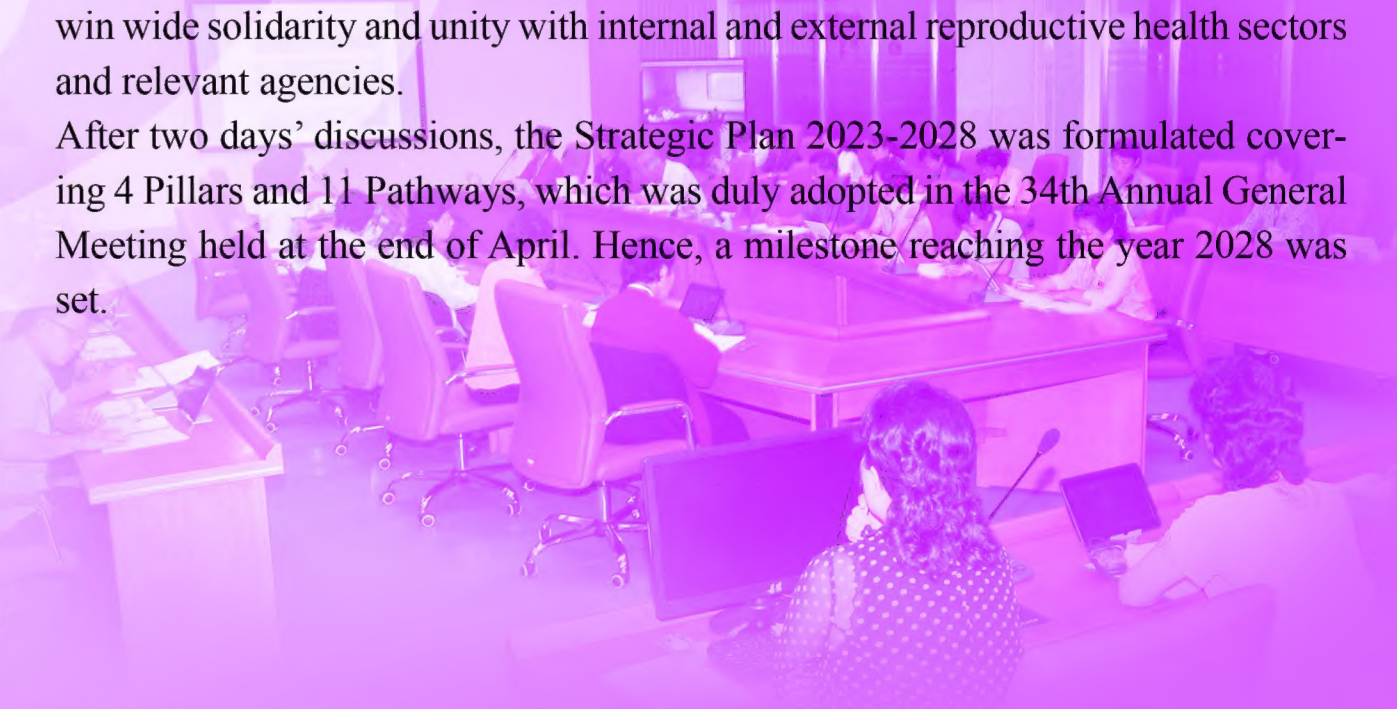 win wide solidarity and unity with internal and external reproductive health sectors
and relevant agencies.
After two days’ discussions, the Strategic Plan 2023-2028 was formulated cover-
ing 4 Pillars and 11 Pathways, which was duly adopted in the 34th Annual General
Meeting held at the end of April. Hence, a milestone reaching the year 2028 was
set.